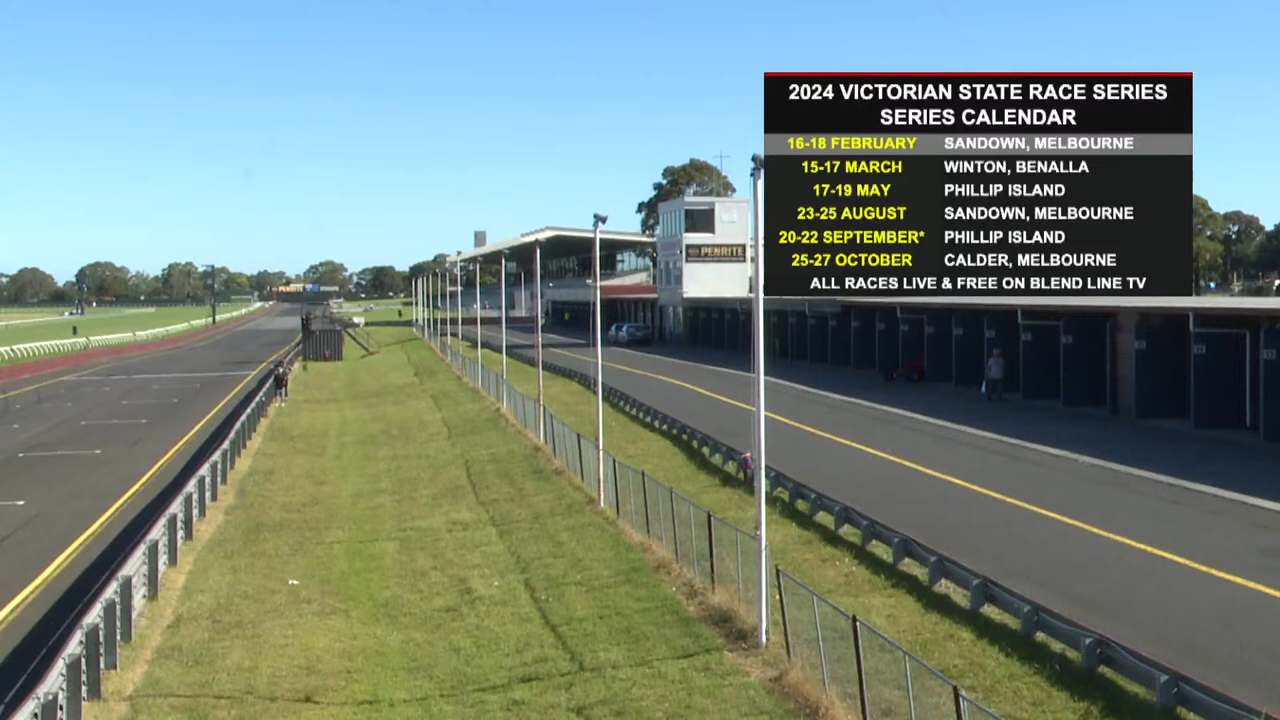 2024 VICTORIAN STATE RACE SERIES
SERIES CALENDAR
16-18 FEBRUARY SANDOWN, MELBOURNE
15-17 MARCH WINTON, BENALLA
17-19 MAY PHILLIP ISLAND
23-25 AUGUST SANDOWN, MELBOURNE
20-22 SEPTEMBER* PHILLIP ISLAND
25-27 OCTOBER CALDER, MELBOURNE
ALL RACES LIVE & FREE ON BLEND LINE TV
PENRITE